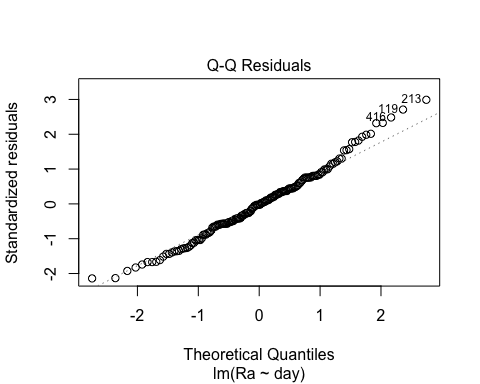 Q-Q Residuals
Standardized residuals
3
2
1
0
-1
-2
213
119
416
-2 -1 0 1 2
Theoretical Quantiles
lm(Ra ~ day)